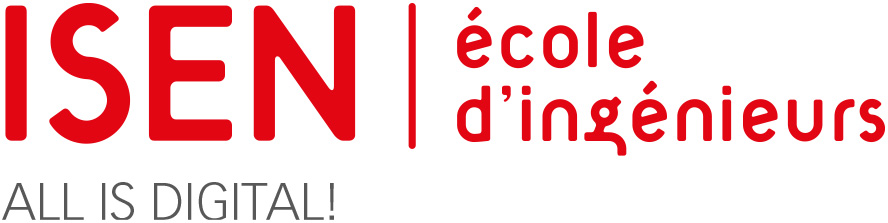 ISEN
école
d'ingénieurs
ALL IS DIGITAL!